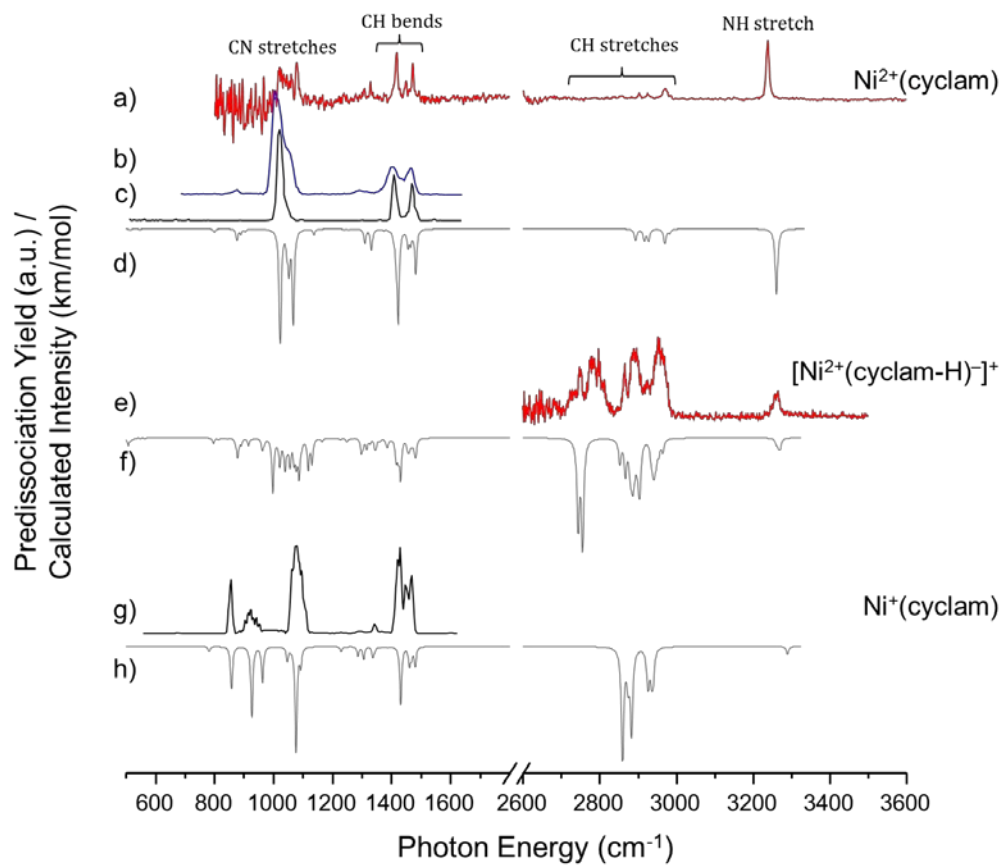 CH bends
CN stretches
CH stretches
NH stretch
a)
Ni²⁺(cyclam)
b)
c)
d)
e)
[Ni²⁺(cyclam-H)⁻]⁺
f)
g)
Ni⁺(cyclam)
h)
Predissociation Yield (a.u.) /
Calculated Intensity (km/mol)
600 800 1000 1200 1400 1600 2600 2800 3000 3200 3400 3600
Photon Energy (cm⁻¹)